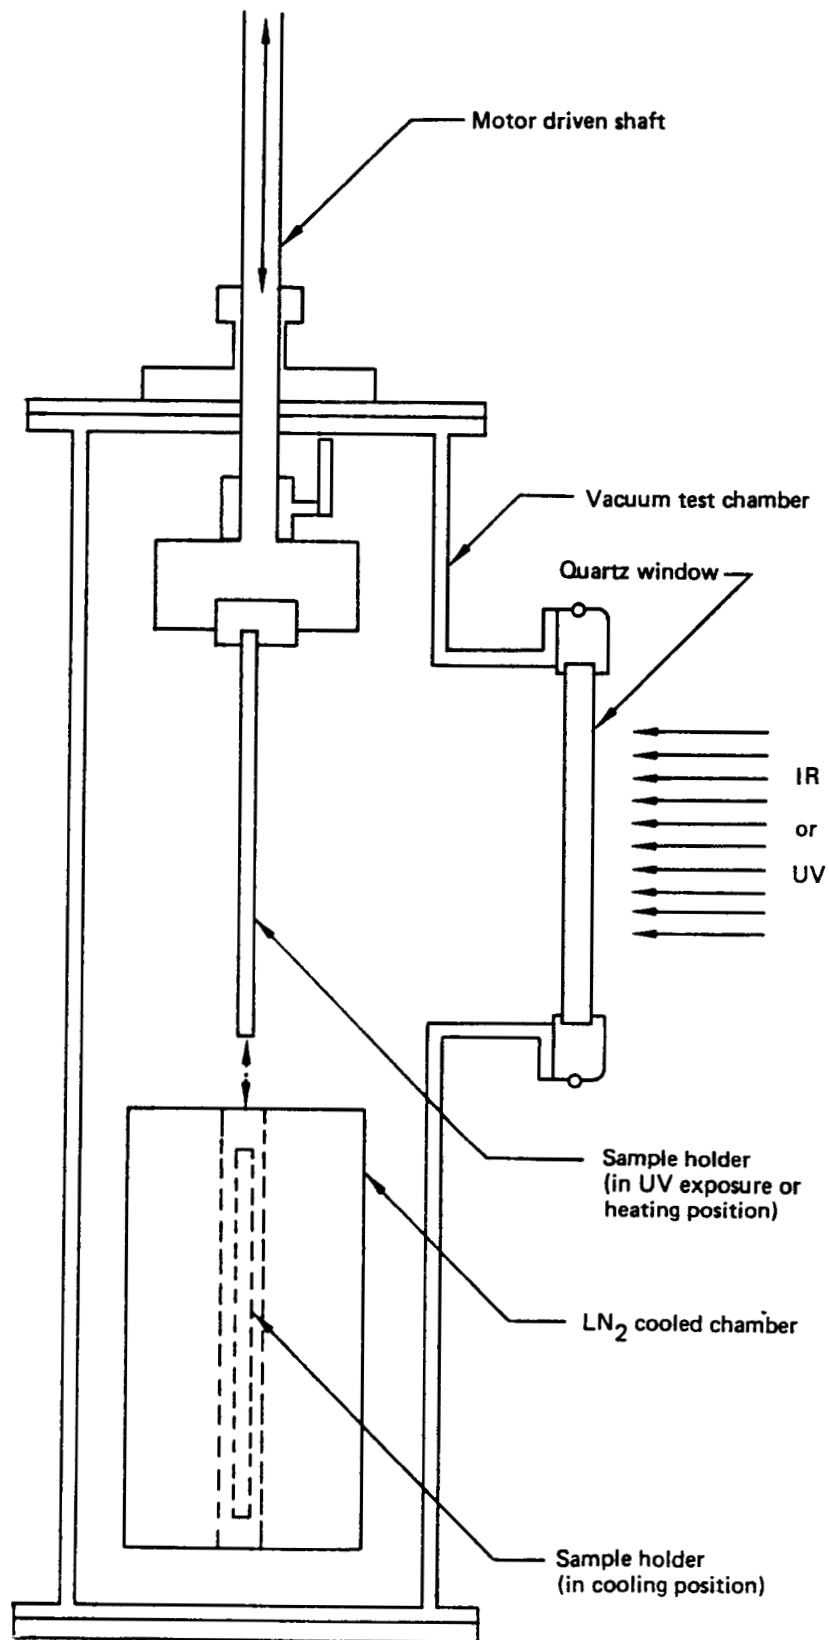 Motor driven shaft
Vacuum test chamber
Quartz window
IR
or
UV
Sample holder
(in UV exposure or
heating position)
LN2 cooled chamber
Sample holder
(in cooling position)